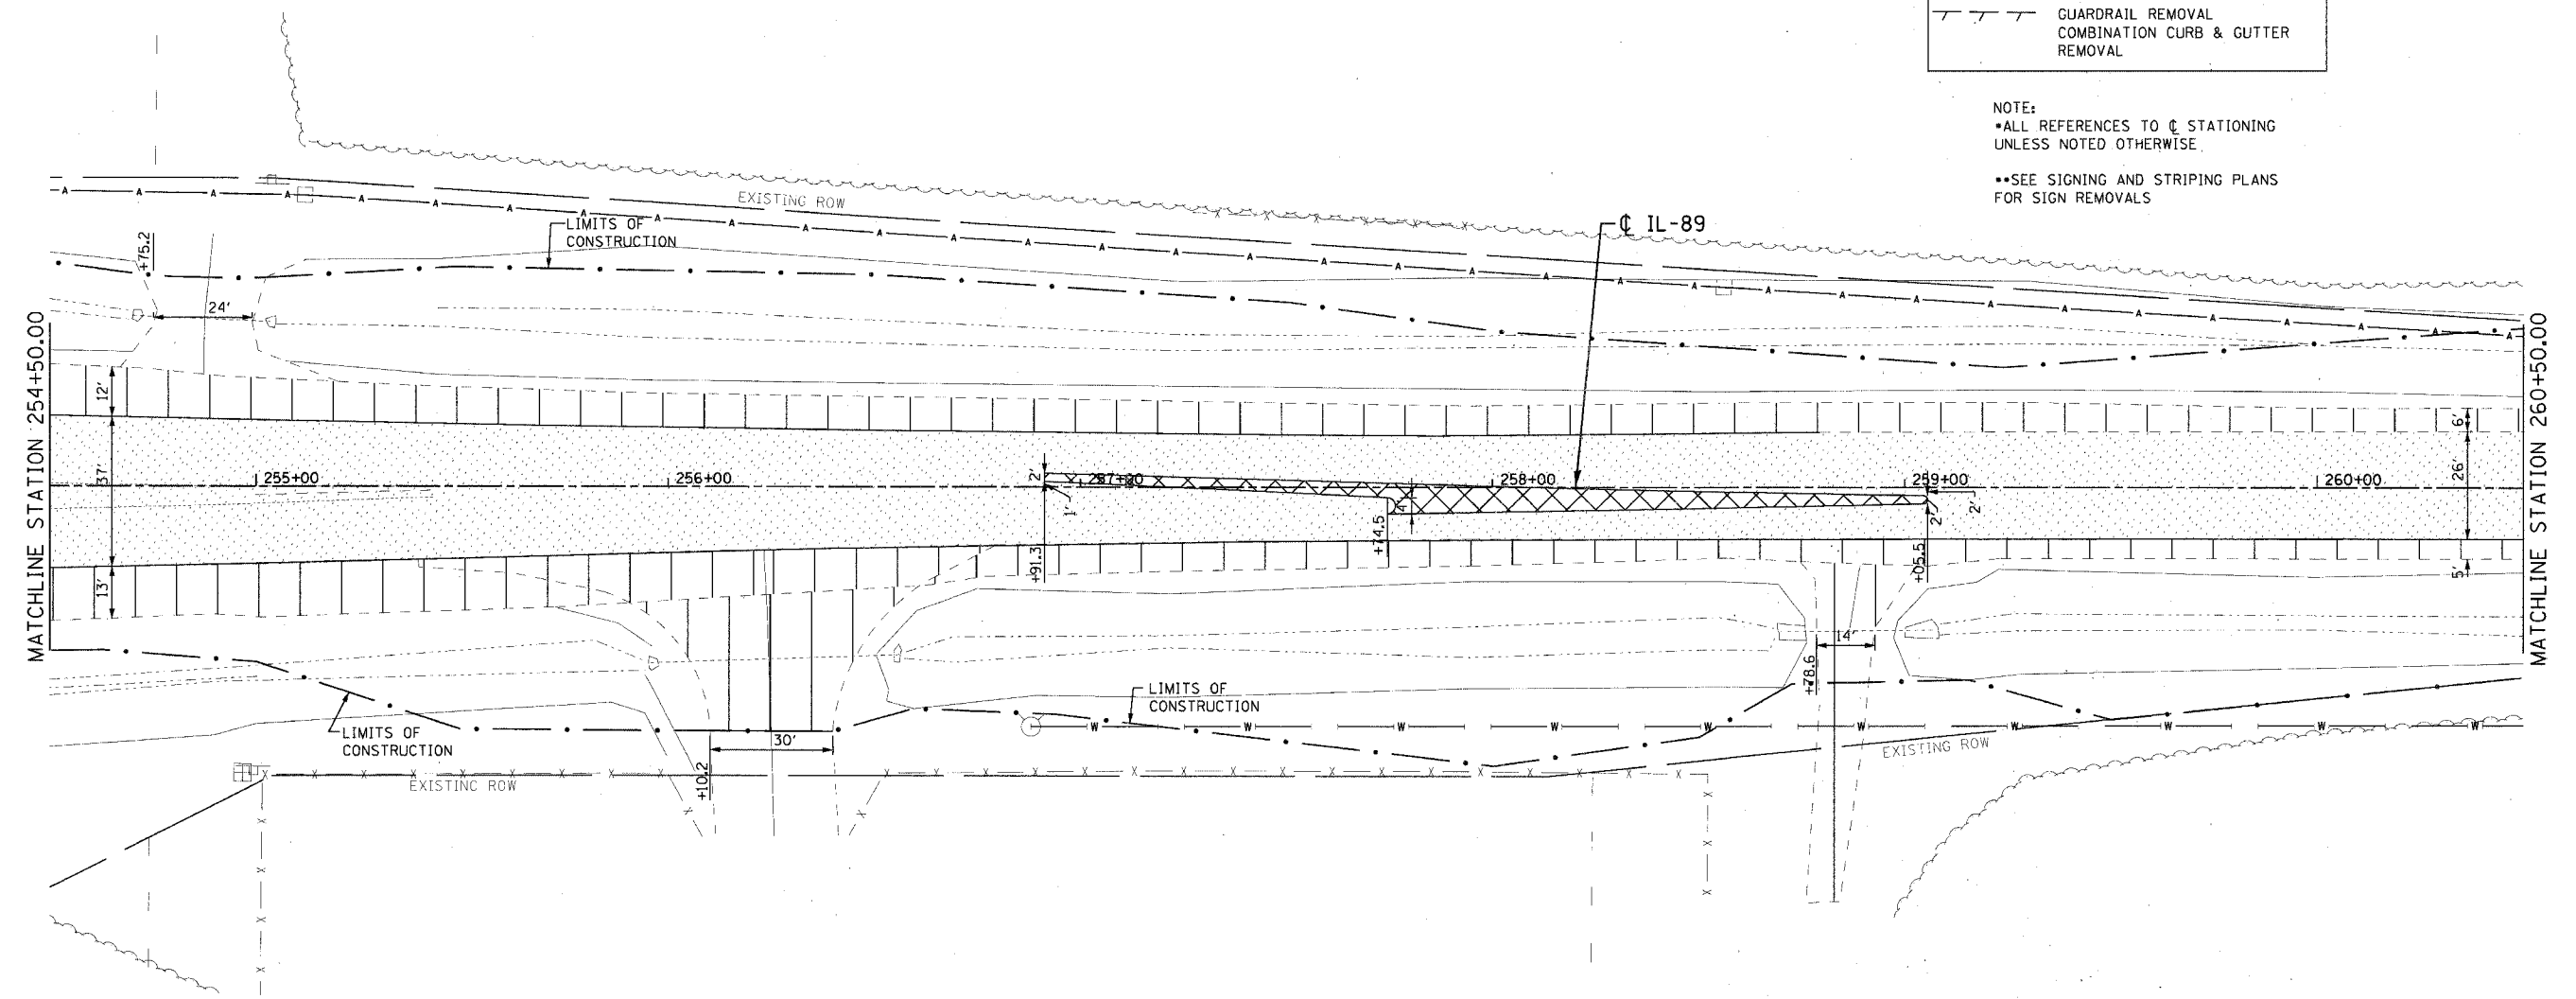 GUARDRAIL REMOVAL
COMBINATION CURB & GUTTER
REMOVAL
NOTE:
*ALL REFERENCES TO ℄ STATIONING
UNLESS NOTED OTHERWISE.
**SEE SIGNING AND STRIPING PLANS
FOR SIGN REMOVALS
EXISTING ROW
LIMITS OF
CONSTRUCTION
℄ IL-89
+75.2
24'
MATCHLINE STATION 254+50.00
MATCHLINE STATION 260+50.00
12'
37'
13'
255+00
256+00
2'
1'
258+00
259+00
2'
2'
260+00
6'
26'
5'
4'
+91.3
+74.5
+05.5
14'
+78.6
LIMITS OF
CONSTRUCTION
30'
+10.2
LIMITS OF
CONSTRUCTION
EXISTING ROW
EXISTING ROW
A A A A A A A A A A A A A A A A A A A A A A A A A A A A A A A A A A
W W W W W W W W W W